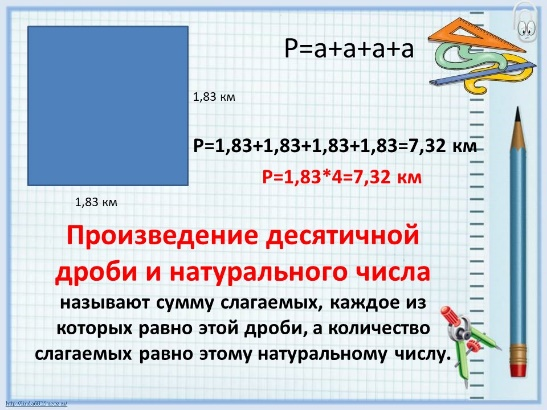 P=a+a+a+a
1,83 км
P=1,83+1,83+1,83+1,83=7,32 км
P=1,83*4=7,32 км
1,83 км
Произведение десятичной
дроби и натурального числа
называют сумму слагаемых, каждое из
которых равно этой дроби, а количество
слагаемых равно этому натуральному числу.